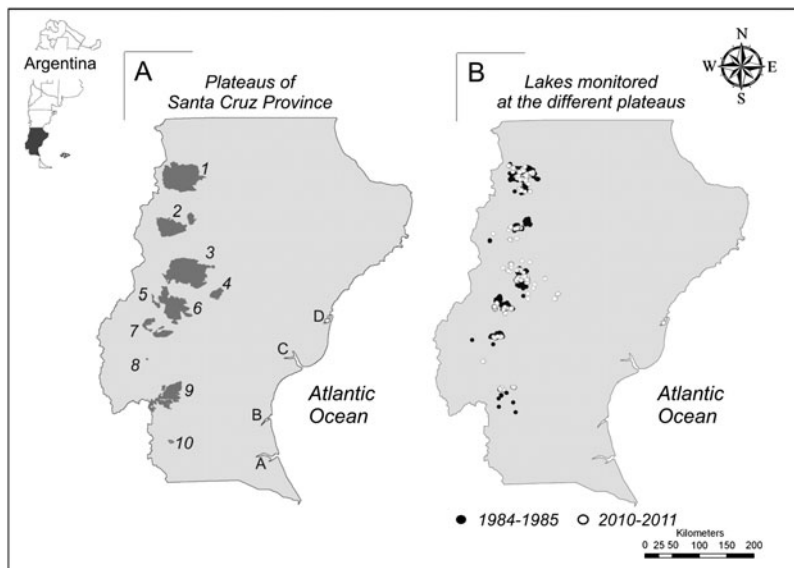 Argentina
A
Plateaus of
Santa Cruz Province
1
2
3
4
5
6
7
8
9
10
D
C
B
A
Atlantic
Ocean
B
Lakes monitored
at the different plateaus
N
W
E
S
Atlantic
Ocean
1984-1985
2010-2011
Kilometers
0 25 50 100 150 200